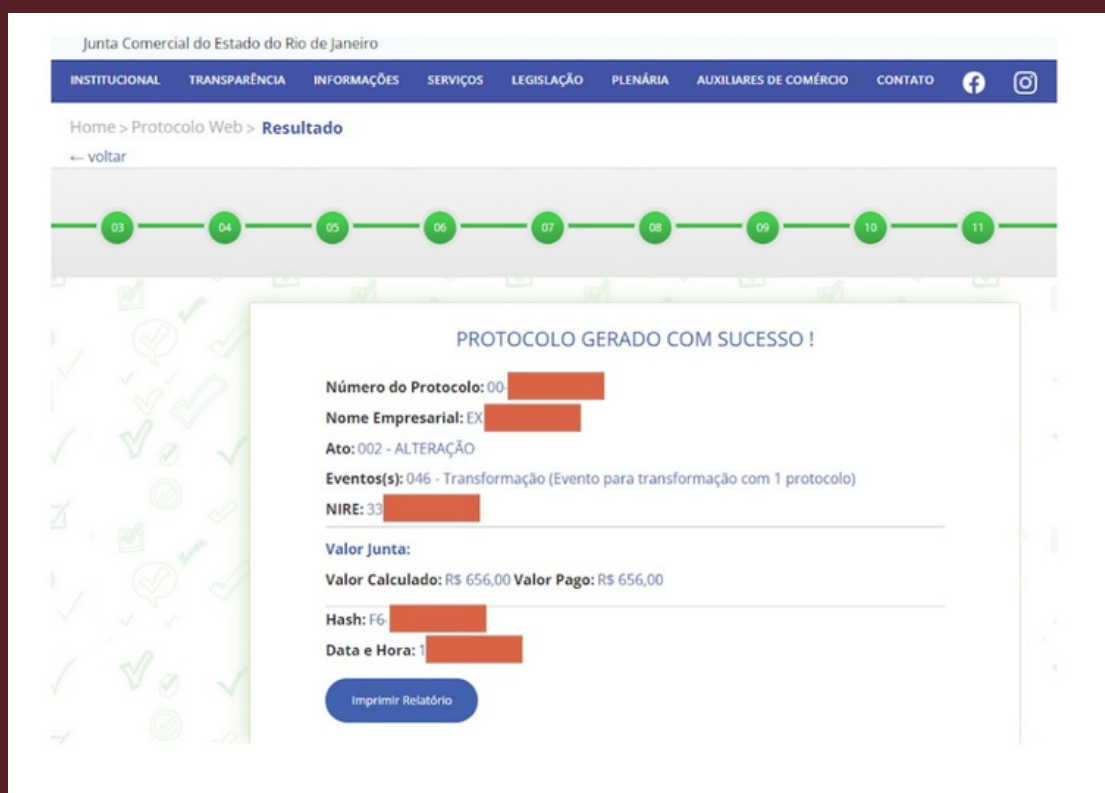 Junta Comercial do Estado do Rio de Janeiro
INSTITUCIONAL TRANSPARÊNCIA INFORMAÇÕES SERVIÇOS LEGISLAÇÃO PLENÁRIA AUXILIARES DE COMÉRCIO CONTATO
Home > Protocolo Web > Resultado
← voltar
03 04 05 06 07 08 09 10 11
PROTOCOLO GERADO COM SUCESSO !
Número do Protocolo: 00-
Nome Empresarial: EX
Ato: 002 - ALTERAÇÃO
Eventos(s): 046 - Transformação (Evento para transformação com 1 protocolo)
NIRE: 33
Valor Junta:
Valor Calculado: R$ 656,00 Valor Pago: R$ 656,00
Hash: F6-
Data e Hora: 1
Imprimir Relatório